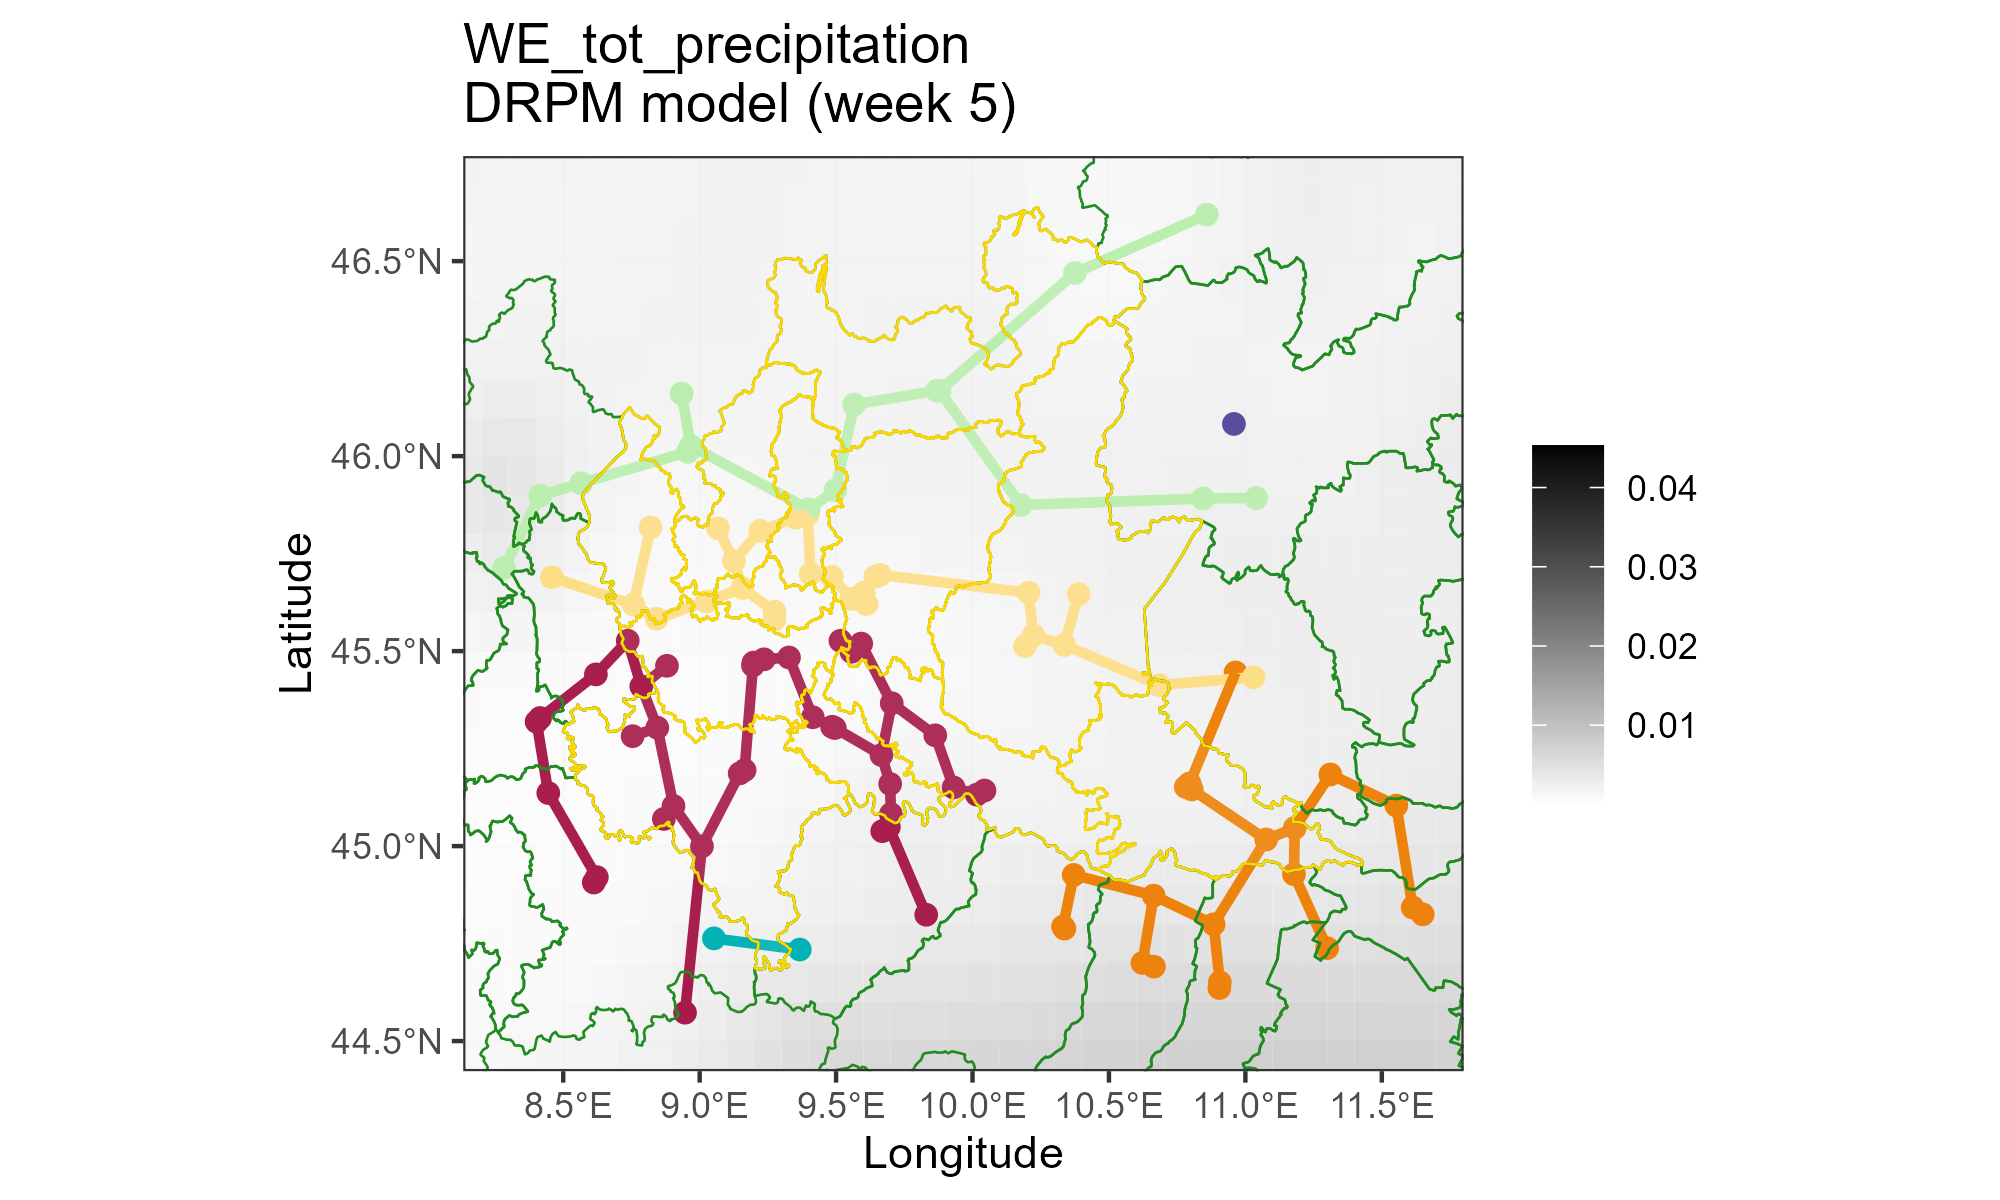 WE_tot_precipitation
DRPM model (week 5)
46.5°N
46.0°N
45.5°N
45.0°N
44.5°N
Latitude
8.5°E 9.0°E 9.5°E 10.0°E 10.5°E 11.0°E 11.5°E
Longitude
0.04
0.03
0.02
0.01